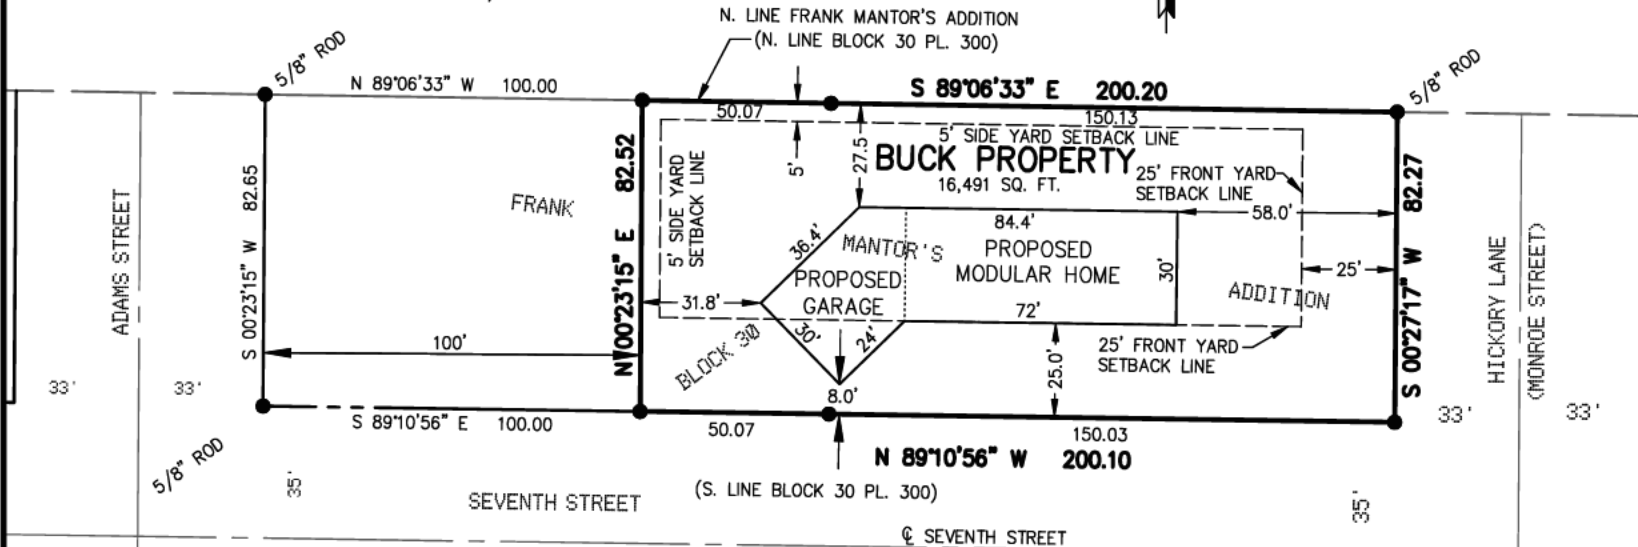 N. LINE FRANK MANTOR'S ADDITION
(N. LINE BLOCK 30 PL. 300)
5/8" ROD
N 89°06'33" W 100.00
S 89°06'33" E 200.20
5/8" ROD
50.07
150.13
5' SIDE YARD SETBACK LINE
BUCK PROPERTY
16,491 SQ. FT.
5'
27.5
25' FRONT YARD
SETBACK LINE
5' SIDE YARD
SETBACK LINE
N 00°23'15" E 82.52
S 00°23'15" W 82.65
S 00°27'17" W 82.27
ADAMS STREET
FRANK
MANTOR'S
ADDITION
BLOCK 30
84.4'
58.0'
36.4'
PROPOSED
MODULAR HOME
30'
25'
PROPOSED
GARAGE
31.8'
72'
30'
24'
25.0'
8.0'
25' FRONT YARD
SETBACK LINE
HICKORY LANE
(MONROE STREET)
100'
33'
33'
33'
33'
S 89°10'56" E 100.00
50.07
150.03
N 89°10'56" W 200.10
5/8" ROD
35'
35'
(S. LINE BLOCK 30 PL. 300)
SEVENTH STREET
℄ SEVENTH STREET